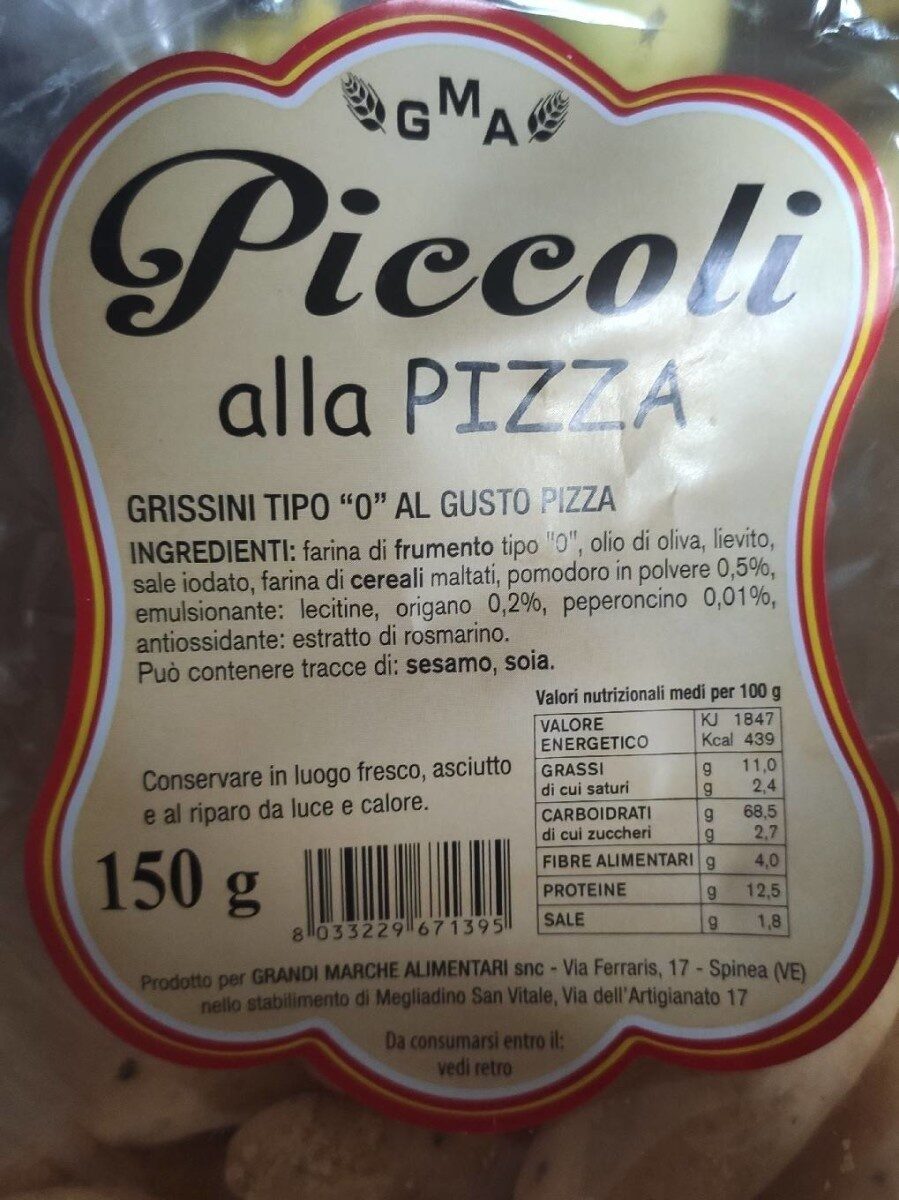 GMA
Piccoli
alla PIZZA
GRISSINI TIPO “0” AL GUSTO PIZZA
INGREDIENTI: farina di frumento tipo "0", olio di oliva, lievito,
sale iodato, farina di cereali maltati, pomodoro in polvere 0,5%,
emulsionante: lecitine, origano 0,2%, peperoncino 0,01%,
antiossidante: estratto di rosmarino.
Può contenere tracce di: sesamo, soia.
Conservare in luogo fresco, asciutto
e al riparo da luce e calore.
150 g
8 033229 671395
Valori nutrizionali medi per 100 g
VALORE KJ 1847
ENERGETICO Kcal 439
GRASSI g 11,0
di cui saturi g 2,4
CARBOIDRATI g 68,5
di cui zuccheri g 2,7
FIBRE ALIMENTARI g 4,0
PROTEINE g 12,5
SALE g 1,8
Prodotto per GRANDI MARCHE ALIMENTARI snc - Via Ferraris, 17 - Spinea (VE)
nello stabilimento di Megliadino San Vitale, Via dell'Artigianato 17
Da consumarsi entro il:
vedi retro